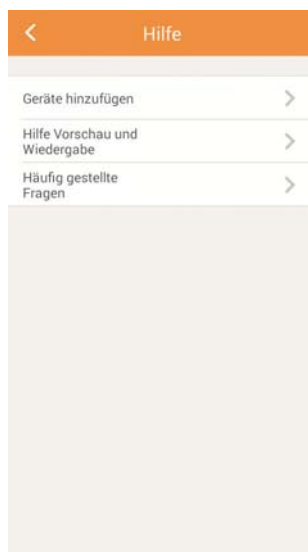 Hilfe
Geräte hinzufügen
Hilfe Vorschau und
Wiedergabe
Häufig gestellte
Fragen